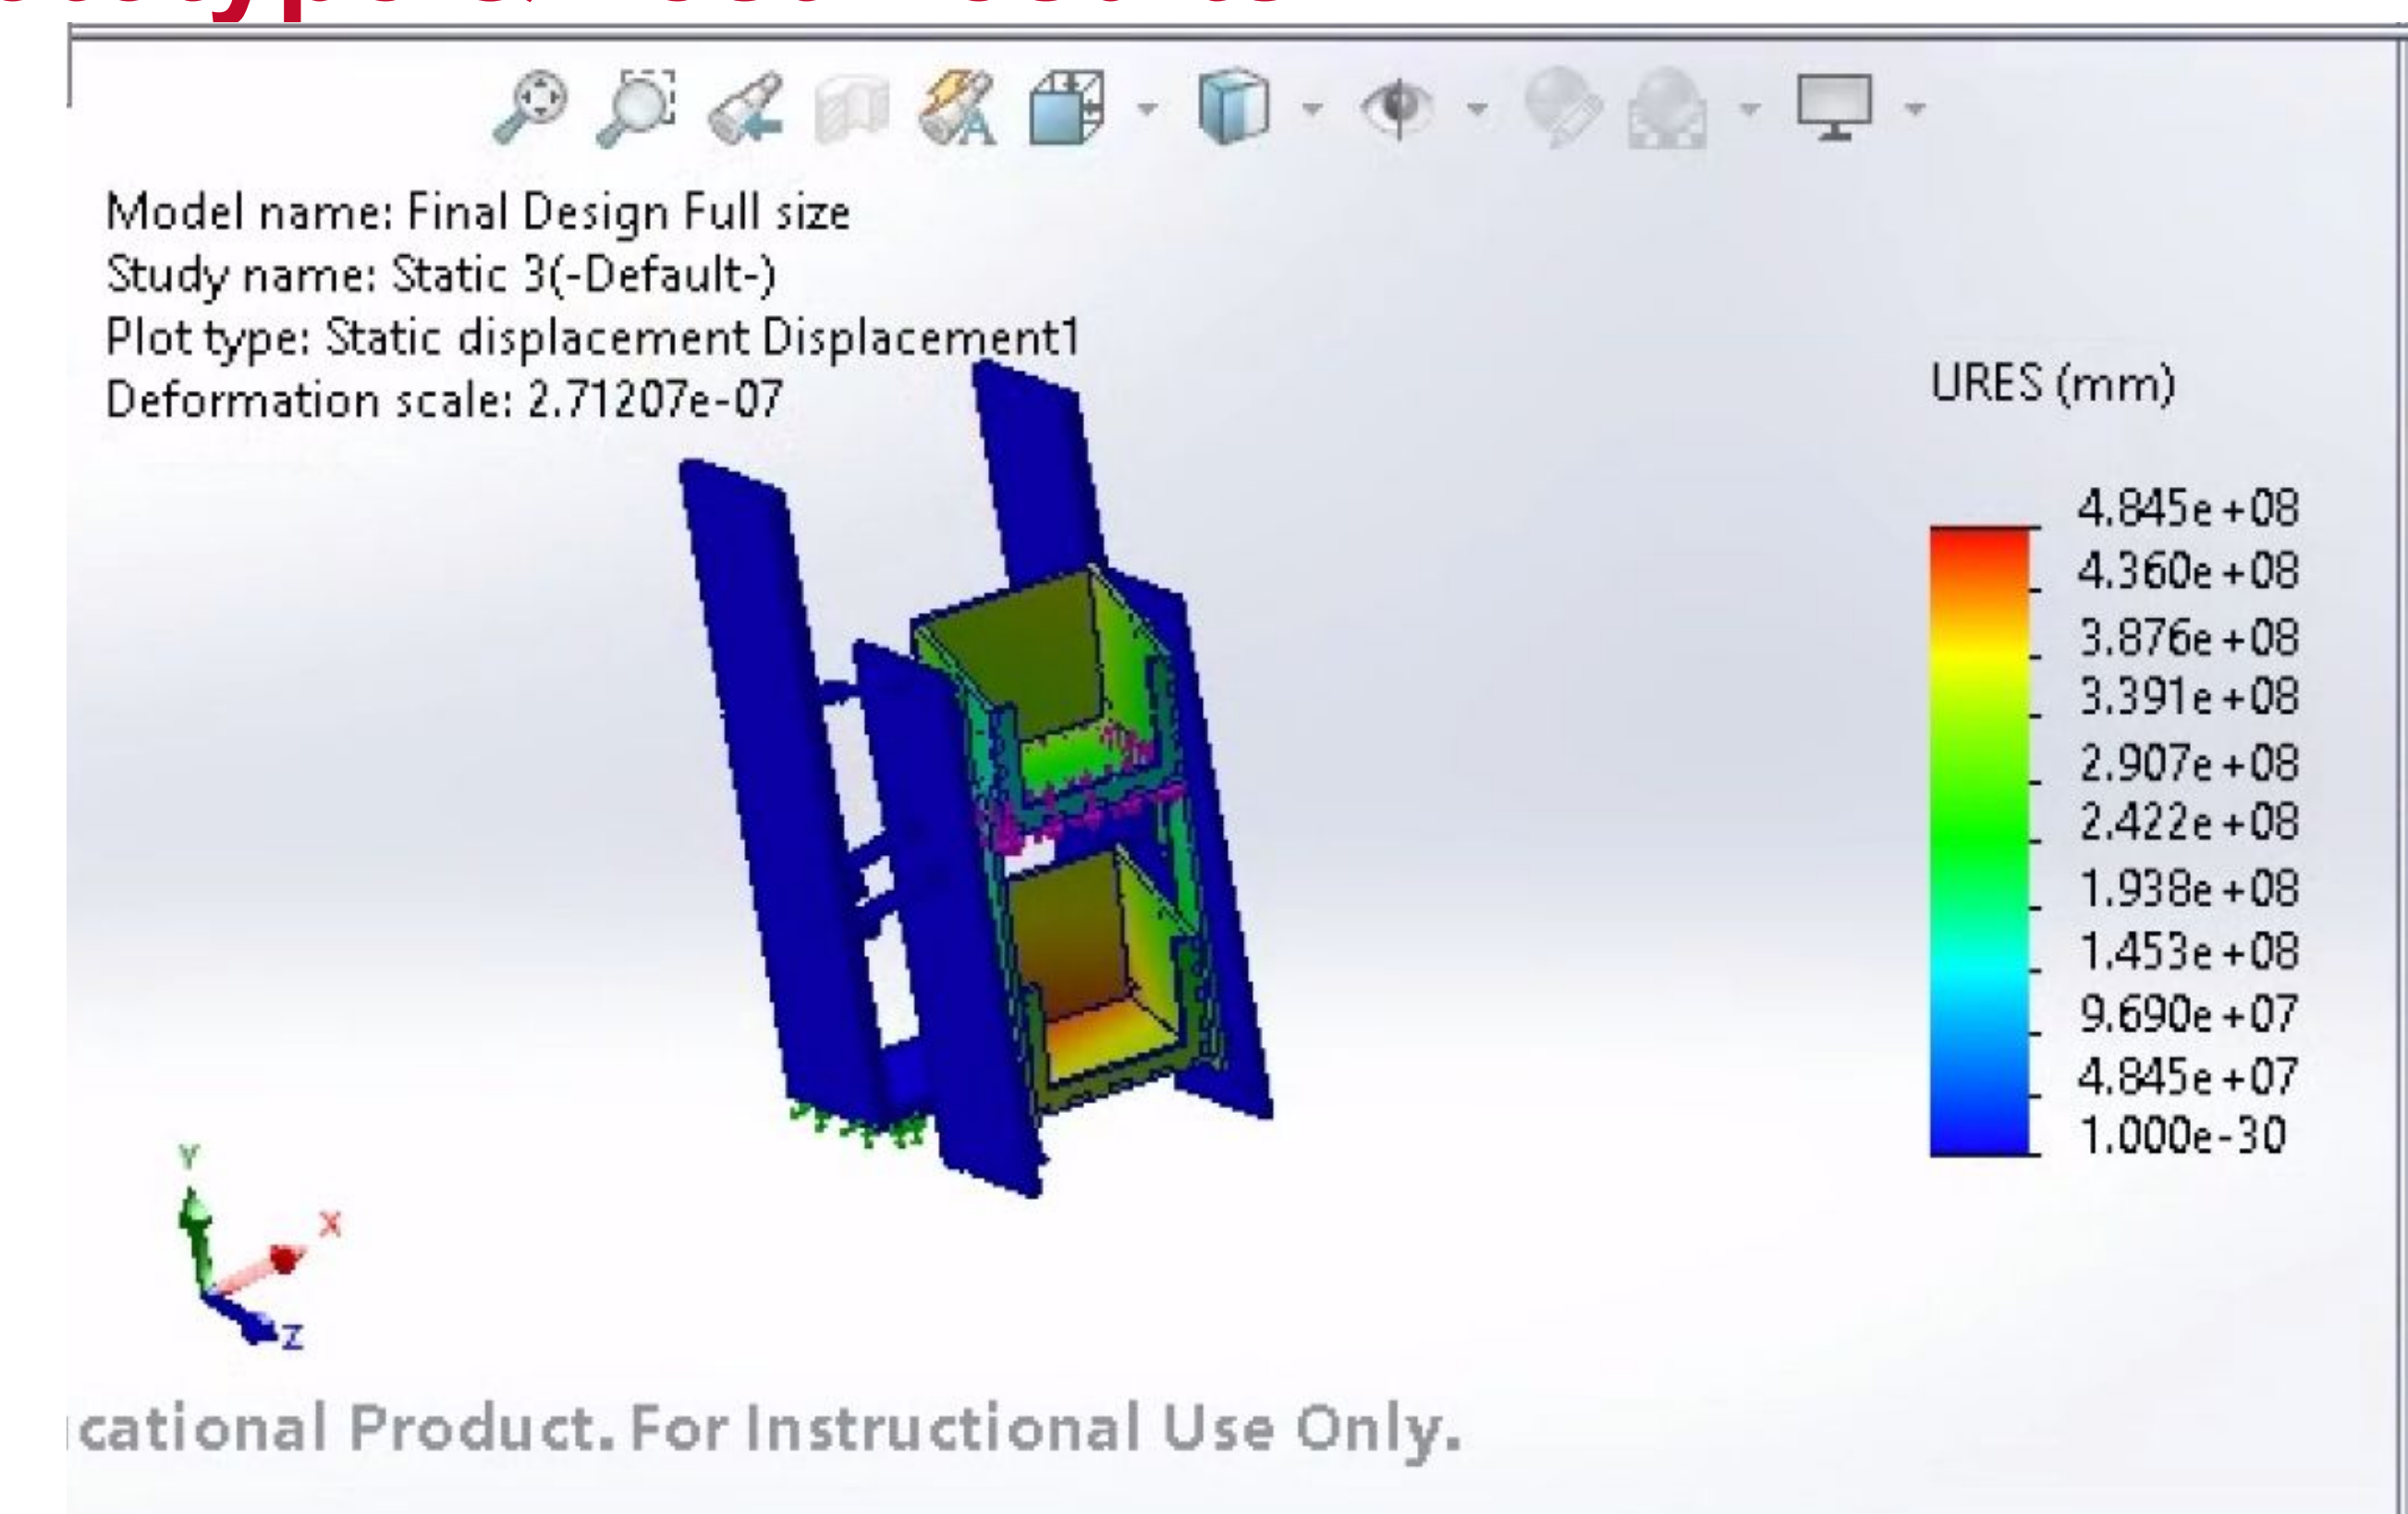 Model name: Final Design Full size
Study name: Static 3(-Default-)
Plot type: Static displacement Displacement1
Deformation scale: 2.71207e-07
URES (mm)
4.845e+08
4.360e+08
3.876e+08
3.391e+08
2.907e+08
2.422e+08
1.938e+08
1.453e+08
9.690e+07
4.845e+07
1.000e-30
Y
X
Z
cational Product. For Instructional Use Only.